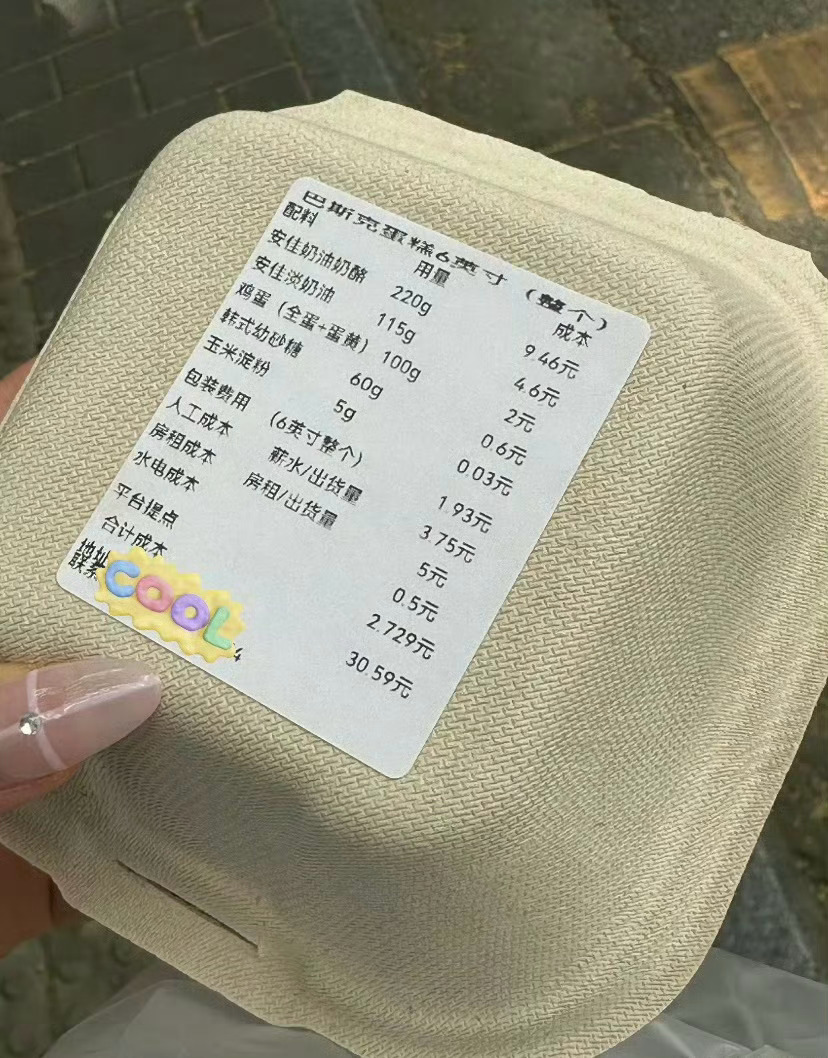 巴斯克蛋糕6英寸（整个）
配料 用量 成本
安佳奶油奶酪 220g 9.46元
安佳淡奶油 115g 4.6元
鸡蛋（全蛋+蛋黄） 100g 2元
韩式幼砂糖 60g 0.6元
玉米淀粉 5g 0.03元
包装费用 （6英寸整个） 1.93元
人工成本 薪水/出货量 3.75元
房租成本 房租/出货量 5元
水电成本 0.5元
平台提点 2.729元
合计成本 30.59元
地址
COOL